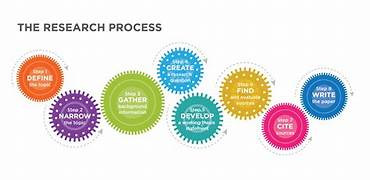 THE RESEARCH PROCESS
Step 1
DEFINE
the topic
Step 2
NARROW
the topic
Step 3
GATHER
background
information
Step 4
CREATE
a research
question
Step 5
DEVELOP
a working thesis
statement
Step 6
FIND
and evaluate
sources
Step 7
CITE
sources
Step 8
WRITE
the paper